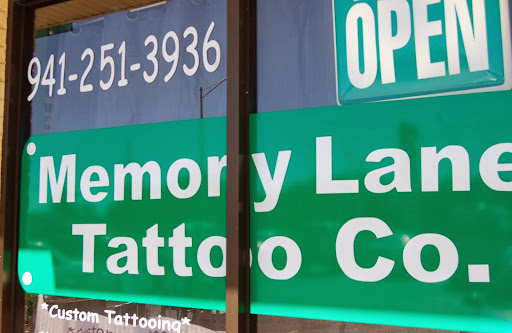 941-251-3936
OPEN
Memory Lane
Tattoo Co.
*Custom Tattooing*